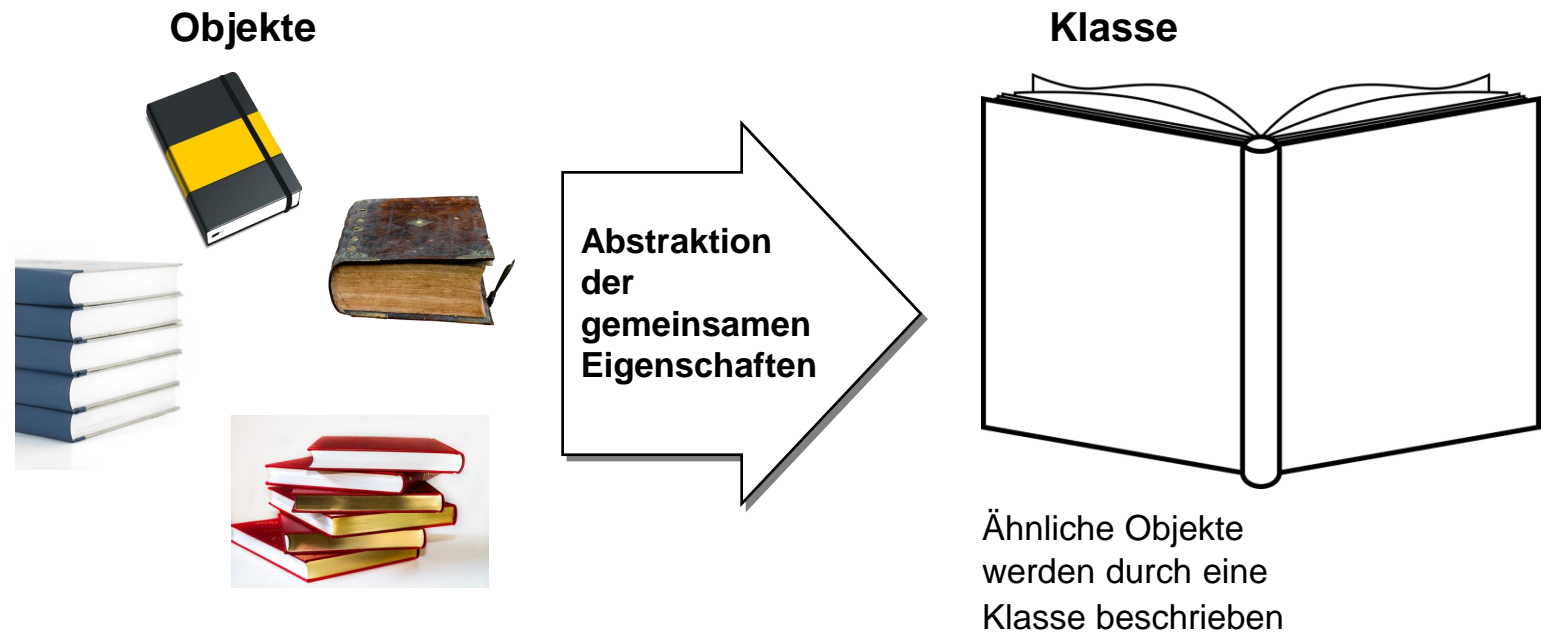 Objekte
Klasse
Abstraktion
der
gemeinsamen
Eigenschaften
Ähnliche Objekte
werden durch eine
Klasse beschrieben